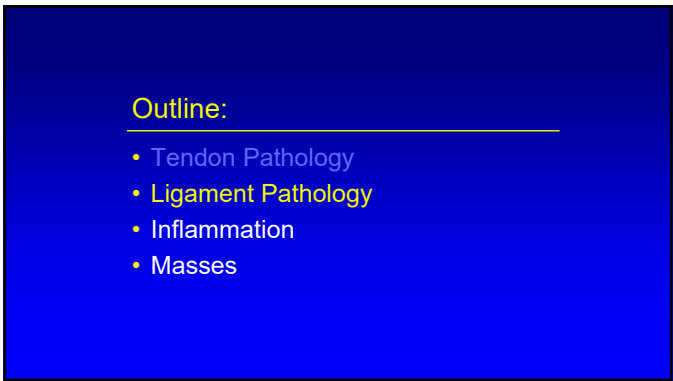 Outline:
• Tendon Pathology
• Ligament Pathology
• Inflammation
• Masses